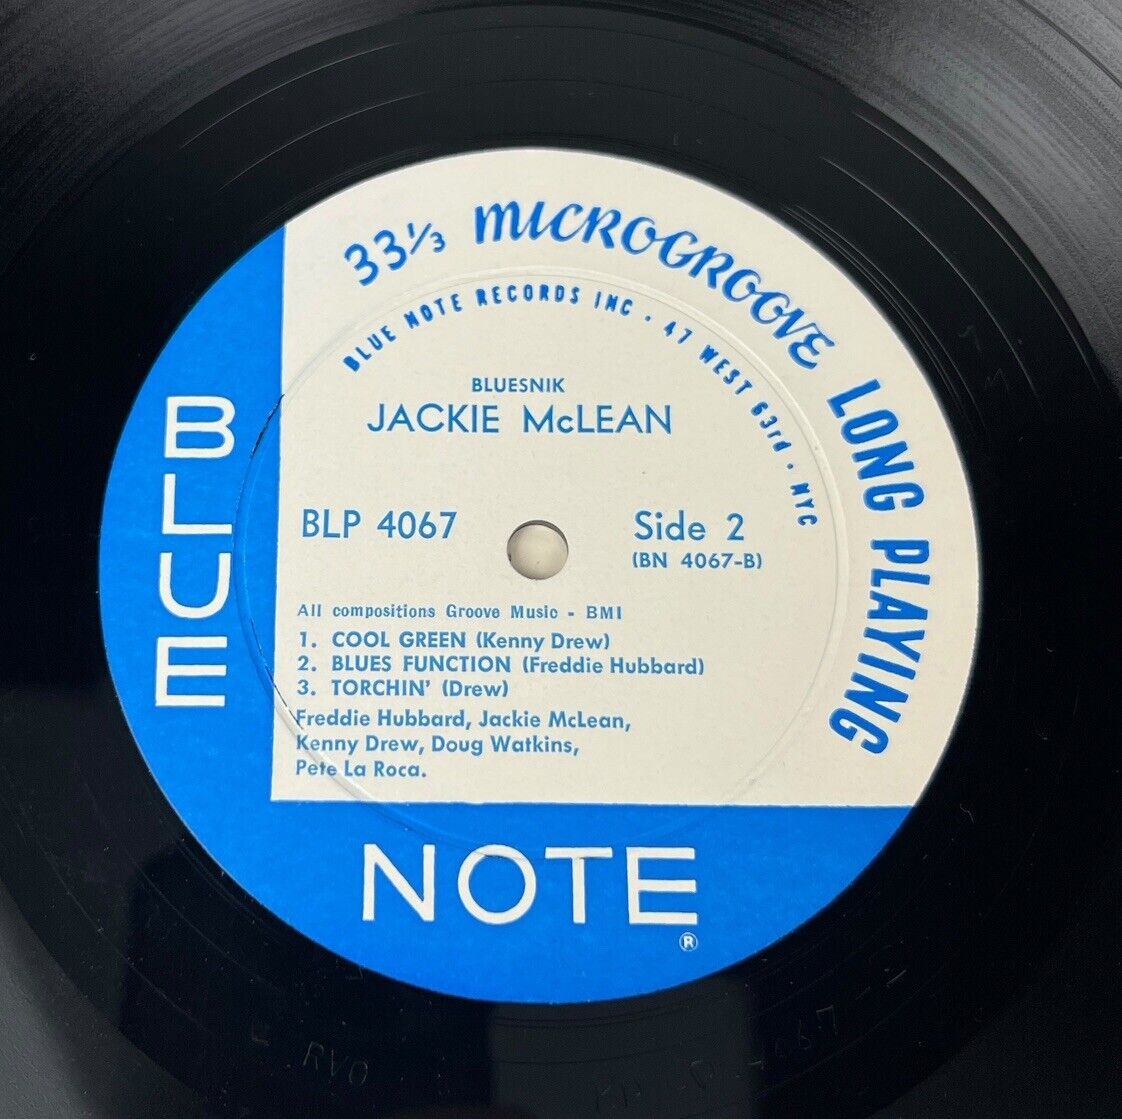 33⅓ MICROGROOVE LONG PLAYING
BLUE NOTE RECORDS INC · 47 WEST 63rd · NYC
BLUESNIK
JACKIE McLEAN
BLP 4067
Side 2
(BN 4067-B)
All compositions Groove Music - BMI
1. COOL GREEN (Kenny Drew)
2. BLUES FUNCTION (Freddie Hubbard)
3. TORCHIN' (Drew)
Freddie Hubbard, Jackie McLean,
Kenny Drew, Doug Watkins,
Pete La Roca.
BLUE
NOTE
®
RVG